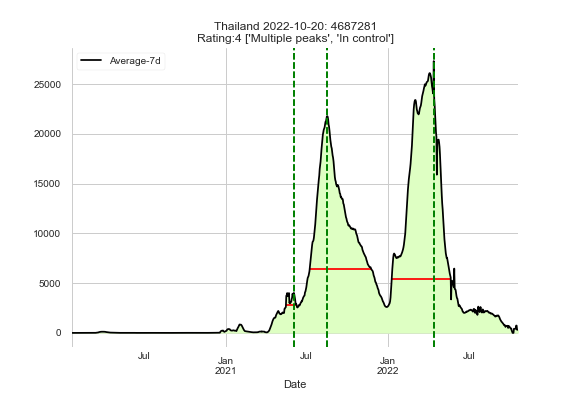 Thailand 2022-10-20: 4687281
Rating:4 ['Multiple peaks', 'In control']
Average-7d
25000
20000
15000
10000
5000
0
Jul
Jan
2021
Jul
Jan
2022
Jul
Date